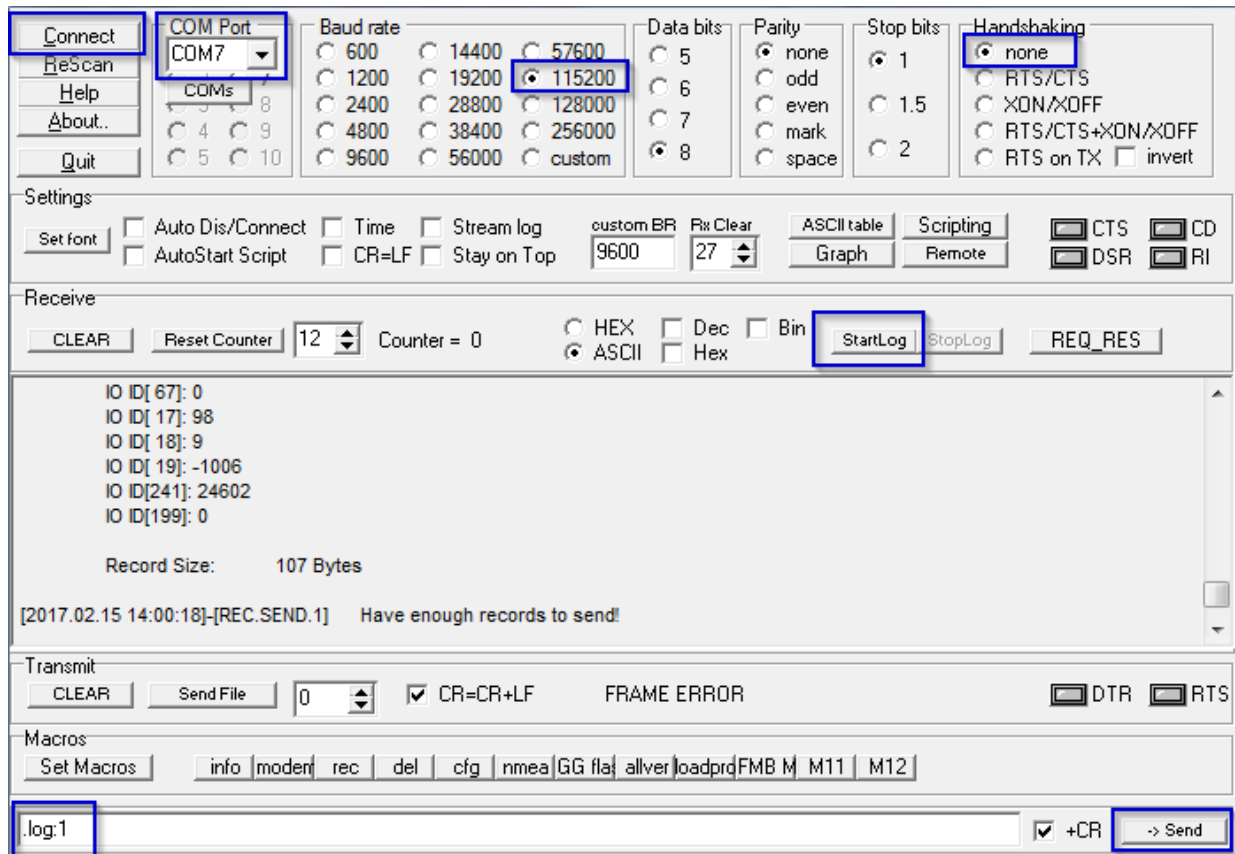 Connect
ReScan
Help
About..
Quit
COM Port
COM7
COMs
4 9
5 10
Baud rate
600 14400 57600
1200 19200 115200
2400 28800 128000
4800 38400 256000
9600 56000 custom
Data bits
5
6
7
8
Parity
none
odd
even
mark
space
Stop bits
1
1.5
2
Handshaking
none
RTS/CTS
XON/XOFF
RTS/CTS+XON/XOFF
RTS on TX invert
Settings
Set font
Auto Dis/Connect Time Stream log
AutoStart Script CR=LF Stay on Top
custom BR Rx Clear
9600 27
ASCII table Scripting
Graph Remote
CTS CD
DSR RI
Receive
CLEAR Reset Counter 12 Counter = 0
HEX Dec Bin
ASCII Hex
StartLog StopLog REQ_RES
IO ID[ 67]: 0
IO ID[ 17]: 98
IO ID[ 18]: 9
IO ID[ 19]: -1006
IO ID[241]: 24602
IO ID[199]: 0
Record Size: 107 Bytes
[2017.02.15 14:00:18]-[REC.SEND.1] Have enough records to send!
Transmit
CLEAR Send File 0 CR=CR+LF FRAME ERROR DTR RTS
Macros
Set Macros info modem rec del cfg nmea GG fla allver loadprd FMB M M11 M12
.log:1 +CR -> Send